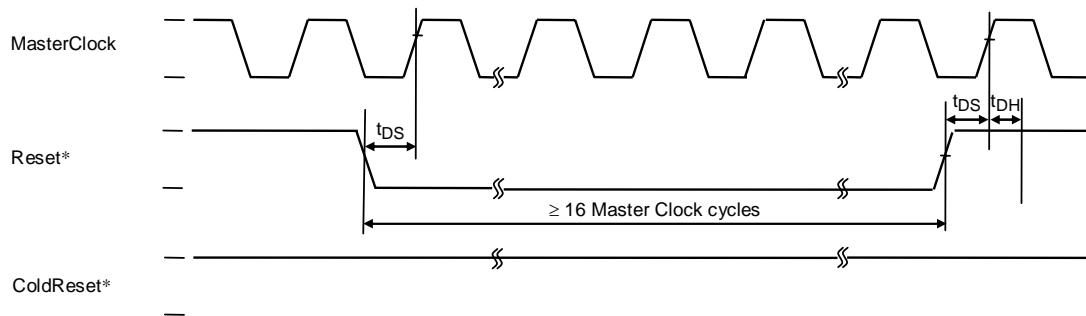 MasterClock
tDS tDH
tDS
Reset*
≥ 16 Master Clock cycles
ColdReset*